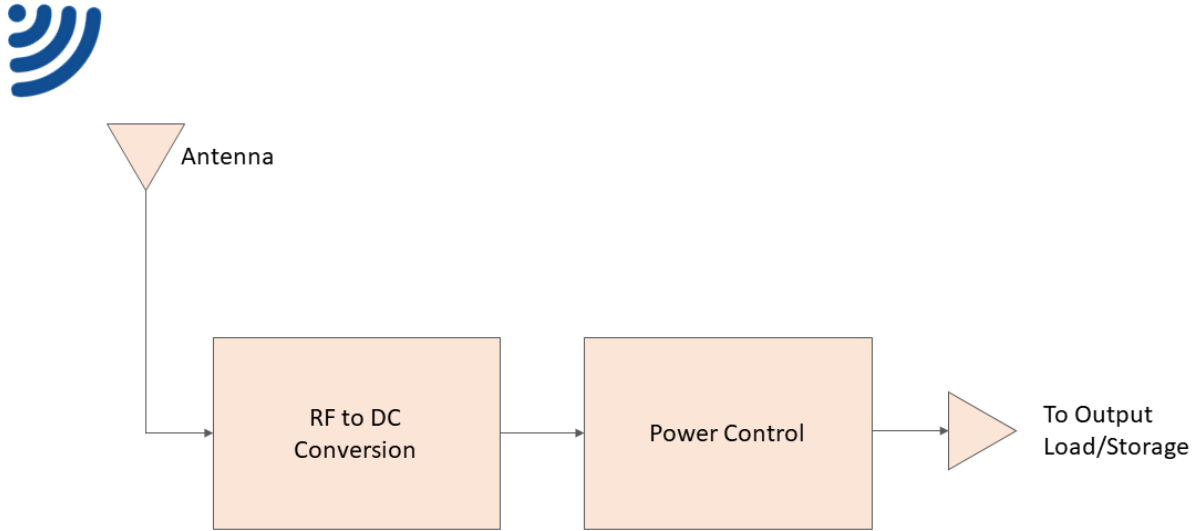 Antenna
RF to DC
Conversion
Power Control
To Output
Load/Storage